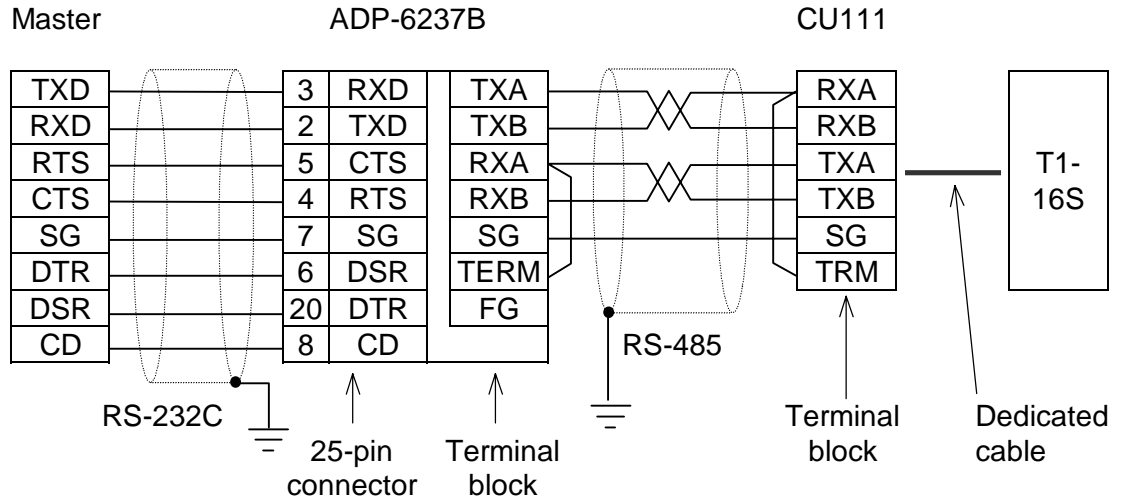 Master ADP-6237B CU111
TXD 3 RXD TXA RXA
RXD 2 TXD TXB RXB
RTS 5 CTS RXA TXA
CTS 4 RTS RXB TXB
SG 7 SG SG SG
DTR 6 DSR TERM TRM
DSR 20 DTR FG
CD 8 CD
T1-
16S
RS-485
RS-232C
25-pin
connector
Terminal
block
Terminal
block
Dedicated
cable